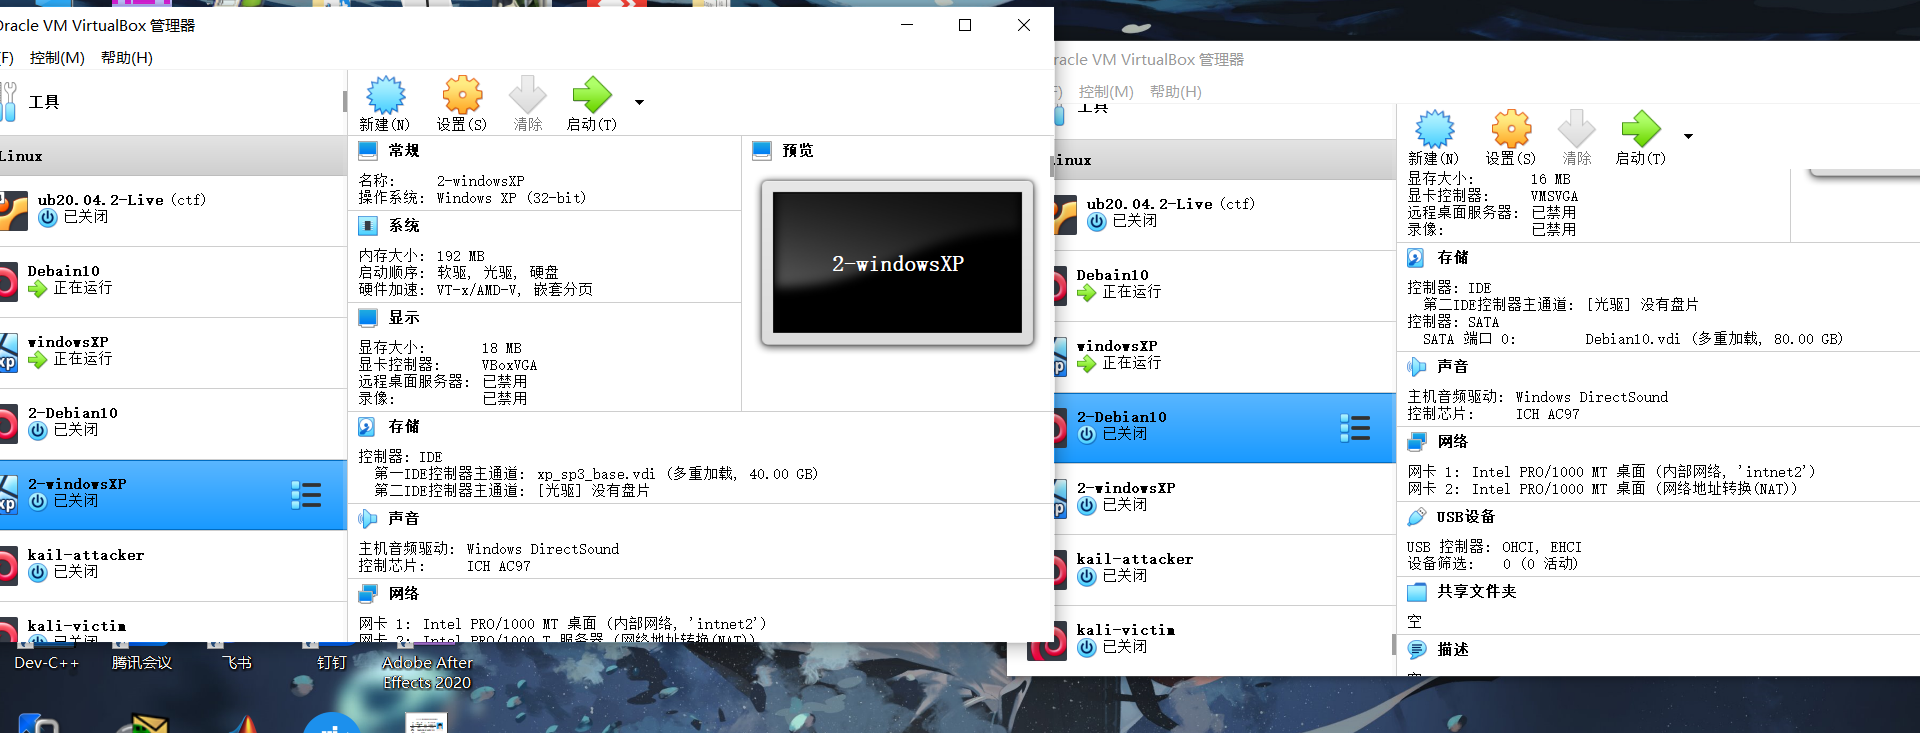 Oracle VM VirtualBox 管理器
(F) 控制(M) 帮助(H)
工具
新建(N)
设置(S)
清除
启动(T)
Linux
ub20.04.2-Live (ctf)
已关闭
Debain10
正在运行
windowsXP
正在运行
2-Debian10
已关闭
2-windowsXP
已关闭
kail-attacker
已关闭
kali-victim
已关闭
常规
名称: 2-windowsXP
操作系统: Windows XP (32-bit)
系统
内存大小: 192 MB
启动顺序: 软驱, 光驱, 硬盘
硬件加速: VT-x/AMD-V, 嵌套分页
显示
显存大小: 18 MB
显卡控制器: VBoxVGA
远程桌面服务器: 已禁用
录像: 已禁用
预览
2-windowsXP
存储
控制器: IDE
第一IDE控制器主通道: xp_sp3_base.vdi (多重加载, 40.00 GB)
第二IDE控制器主通道: [光驱] 没有盘片
声音
主机音频驱动: Windows DirectSound
控制芯片: ICH AC97
网络
网卡 1: Intel PRO/1000 MT 桌面 (内部网络, 'intnet2')
网卡 2: Intel PRO/1000 T 服务器 (网络地址转换(NAT))
racle VM VirtualBox 管理器
F) 控制(M) 帮助(H)
工具
新建(N)
设置(S)
清除
启动(T)
Linux
ub20.04.2-Live (ctf)
已关闭
Debain10
正在运行
windowsXP
正在运行
2-Debian10
已关闭
2-windowsXP
已关闭
kail-attacker
已关闭
kali-victim
已关闭
显存大小: 16 MB
显卡控制器: VMSVGA
远程桌面服务器: 已禁用
录像: 已禁用
存储
控制器: IDE
第二IDE控制器主通道: [光驱] 没有盘片
控制器: SATA
SATA 端口 0: Debian10.vdi (多重加载, 80.00 GB)
声音
主机音频驱动: Windows DirectSound
控制芯片: ICH AC97
网络
网卡 1: Intel PRO/1000 MT 桌面 (内部网络, 'intnet2')
网卡 2: Intel PRO/1000 MT 桌面 (网络地址转换(NAT))
USB设备
USB 控制器: OHCI, EHCI
设备筛选: 0 (0 活动)
共享文件夹
空
描述
Dev-C++
腾讯会议
飞书
钉钉
Adobe After
Effects 2020